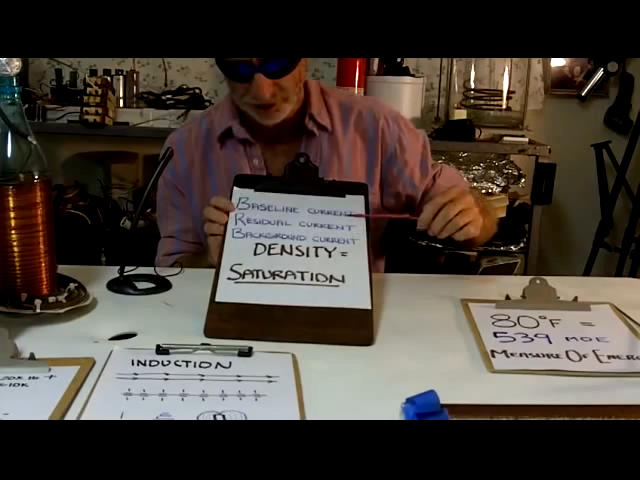 BASELINE CURRENT
RESIDUAL CURRENT
BACKGROUND CURRENT
DENSITY=
SATURATION
80°F =
539 MOE
MEASURE OF
INDUCTION